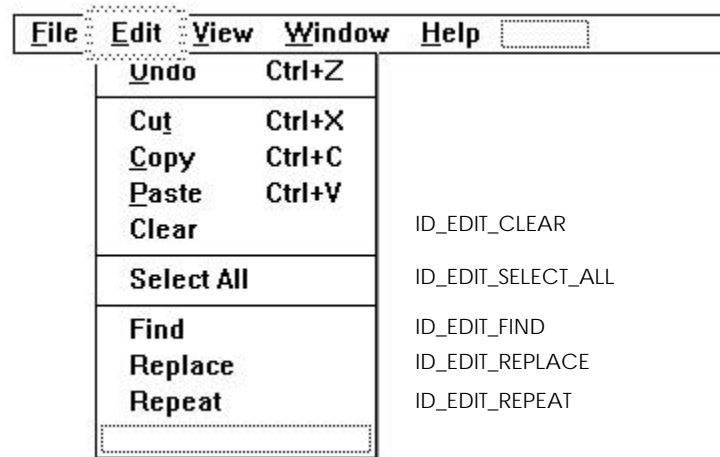 File Edit View Window Help
Undo Ctrl+Z
Cut Ctrl+X
Copy Ctrl+C
Paste Ctrl+V
Clear ID_EDIT_CLEAR
Select All ID_EDIT_SELECT_ALL
Find ID_EDIT_FIND
Replace ID_EDIT_REPLACE
Repeat ID_EDIT_REPEAT